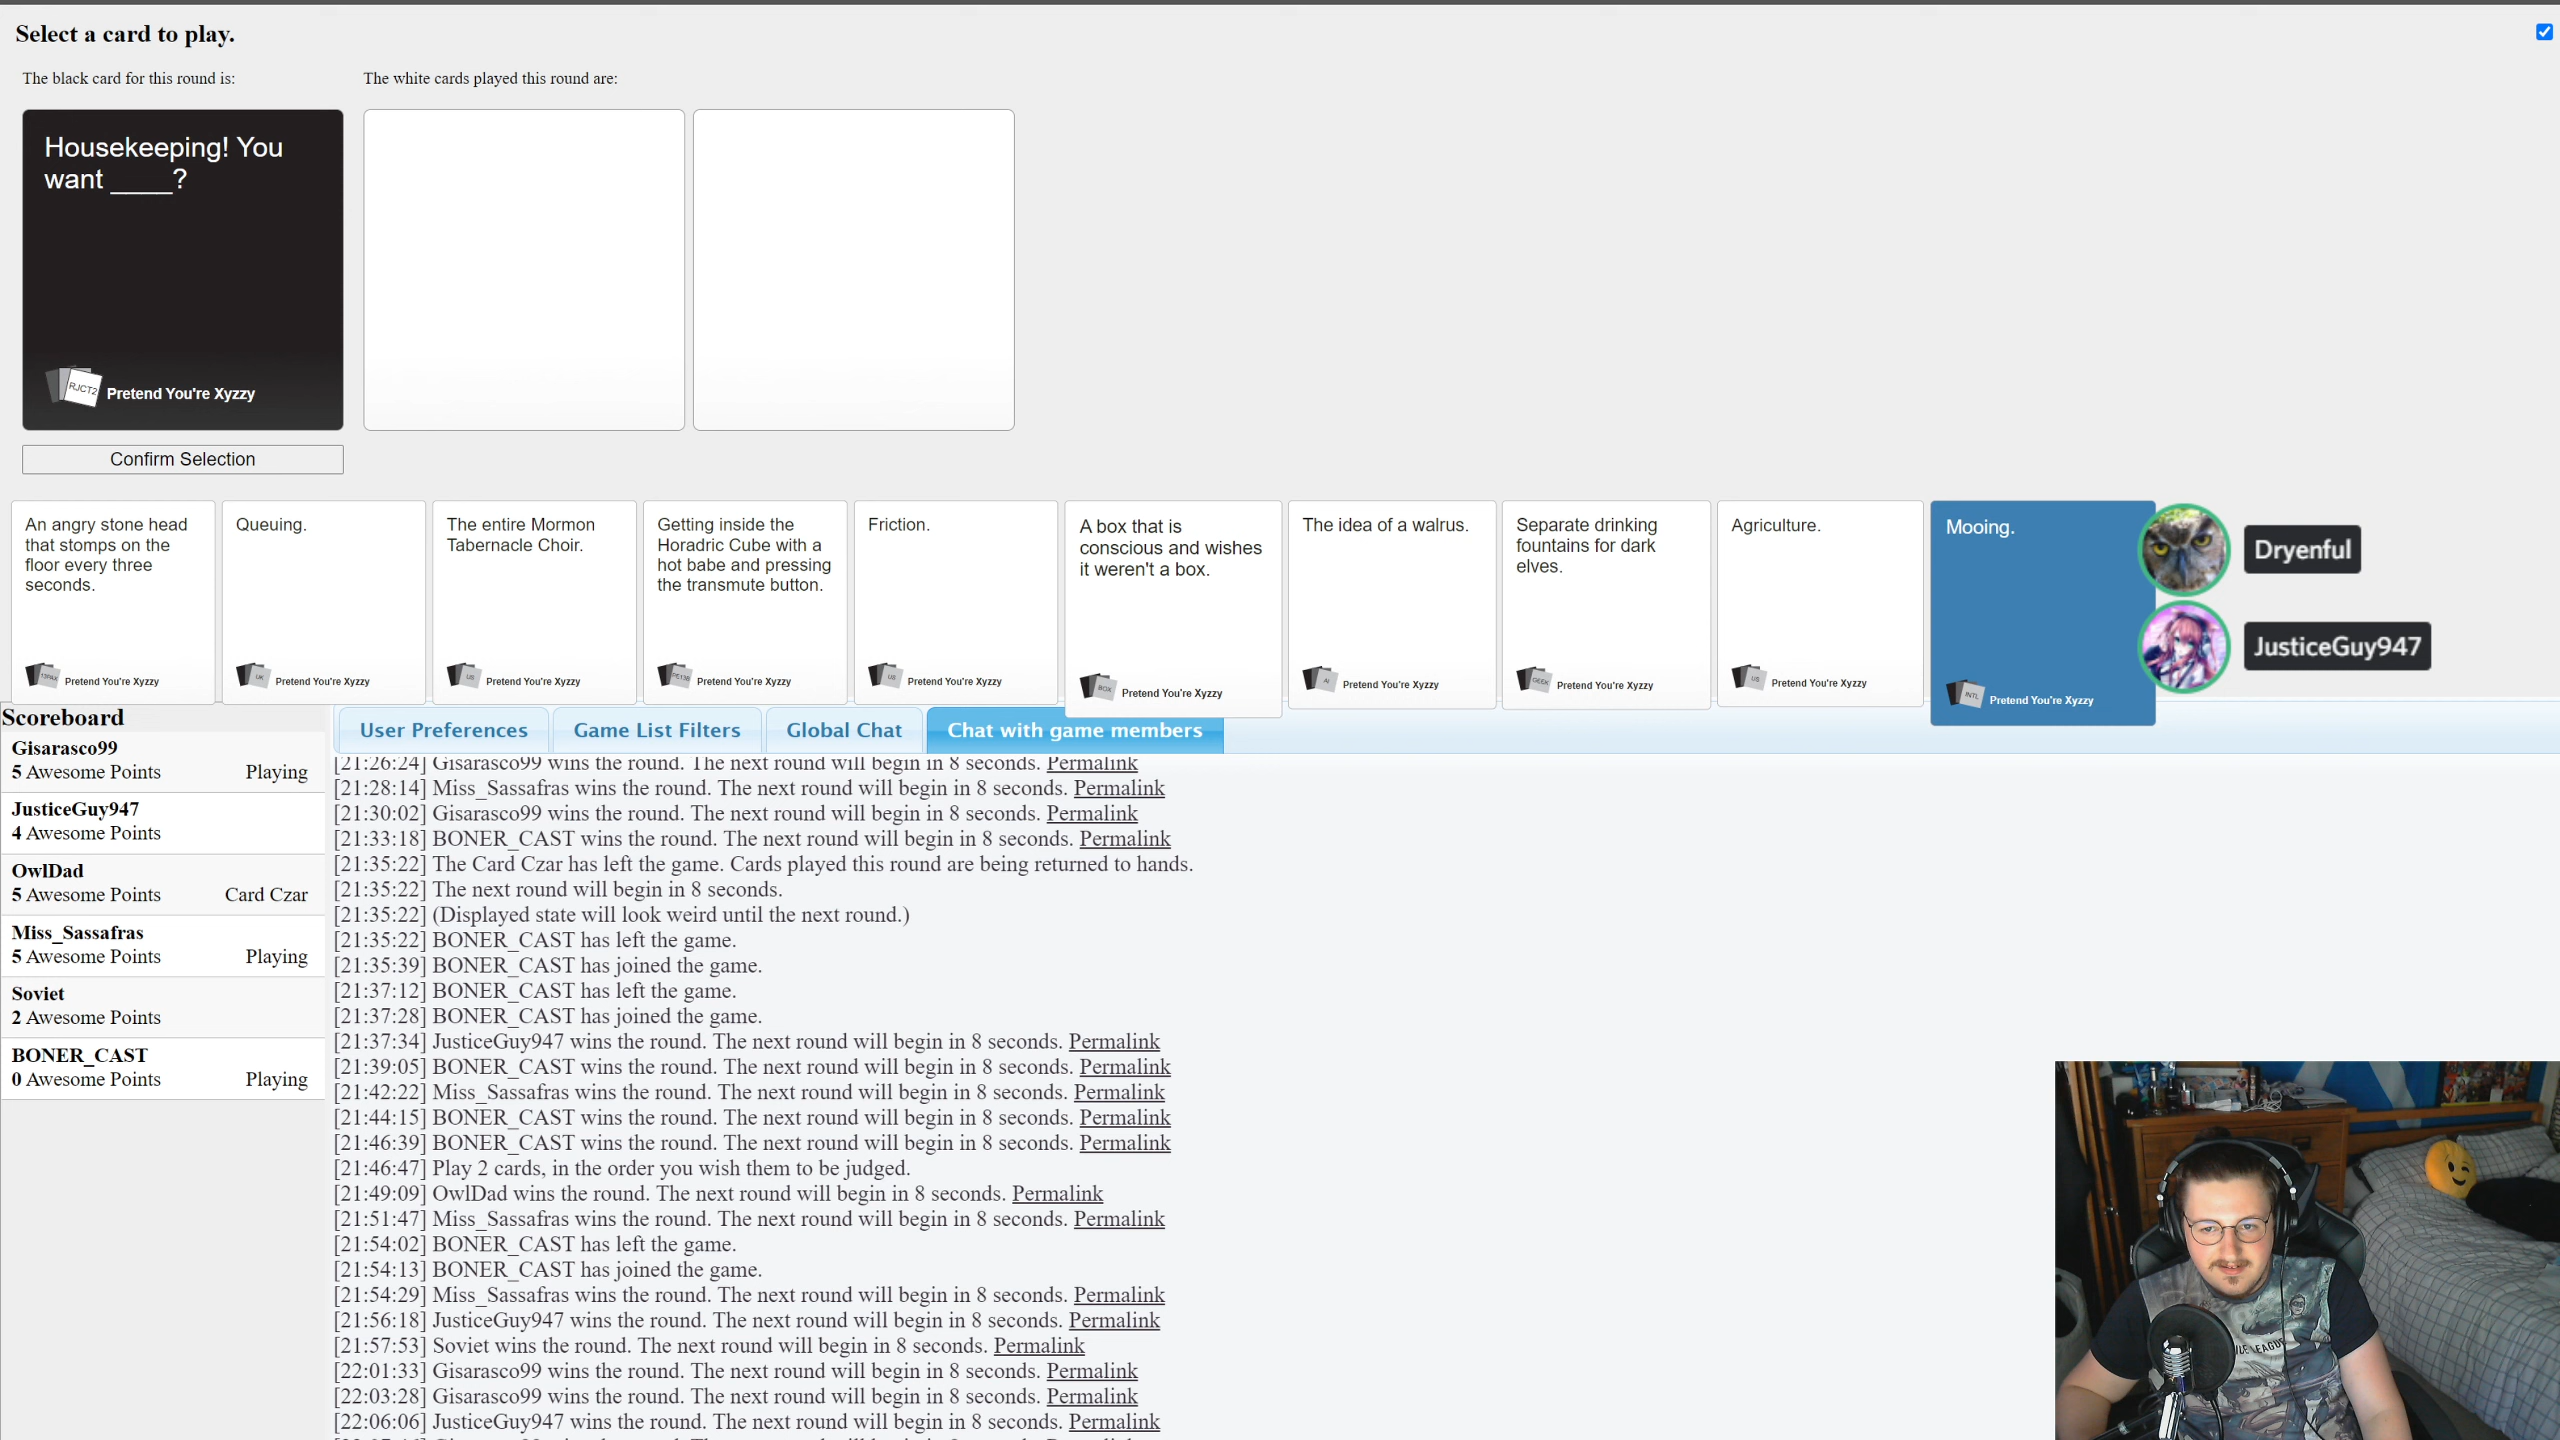 Select a card to play.
The black card for this round is:
The white cards played this round are:
Housekeeping! You
want ____?
RJCT2
Pretend You're Xyzzy
Confirm Selection
An angry stone head
that stomps on the
floor every three
seconds.
Pretend You're Xyzzy
Queuing.
UK
Pretend You're Xyzzy
The entire Mormon
Tabernacle Choir.
US
Pretend You're Xyzzy
Getting inside the
Horadric Cube with a
hot babe and pressing
the transmute button.
Pretend You're Xyzzy
Friction.
US
Pretend You're Xyzzy
A box that is
conscious and wishes
it weren't a box.
BOX
Pretend You're Xyzzy
The idea of a walrus.
AI
Pretend You're Xyzzy
Separate drinking
fountains for dark
elves.
GEEK
Pretend You're Xyzzy
Agriculture.
US
Pretend You're Xyzzy
Mooing.
INTL
Pretend You're Xyzzy
Dryenful
JusticeGuy947
Scoreboard
Gisarasco99
5 Awesome Points Playing
JusticeGuy947
4 Awesome Points
OwlDad
5 Awesome Points Card Czar
Miss_Sassafras
5 Awesome Points Playing
Soviet
2 Awesome Points
BONER_CAST
0 Awesome Points Playing
User Preferences
Game List Filters
Global Chat
Chat with game members
[21:26:24] Gisarasco99 wins the round. The next round will begin in 8 seconds. Permalink
[21:28:14] Miss_Sassafras wins the round. The next round will begin in 8 seconds. Permalink
[21:30:02] Gisarasco99 wins the round. The next round will begin in 8 seconds. Permalink
[21:33:18] BONER_CAST wins the round. The next round will begin in 8 seconds. Permalink
[21:35:22] The Card Czar has left the game. Cards played this round are being returned to hands.
[21:35:22] The next round will begin in 8 seconds.
[21:35:22] (Displayed state will look weird until the next round.)
[21:35:22] BONER_CAST has left the game.
[21:35:39] BONER_CAST has joined the game.
[21:37:12] BONER_CAST has left the game.
[21:37:28] BONER_CAST has joined the game.
[21:37:34] JusticeGuy947 wins the round. The next round will begin in 8 seconds. Permalink
[21:39:05] BONER_CAST wins the round. The next round will begin in 8 seconds. Permalink
[21:42:22] Miss_Sassafras wins the round. The next round will begin in 8 seconds. Permalink
[21:44:15] BONER_CAST wins the round. The next round will begin in 8 seconds. Permalink
[21:46:39] BONER_CAST wins the round. The next round will begin in 8 seconds. Permalink
[21:46:47] Play 2 cards, in the order you wish them to be judged.
[21:49:09] OwlDad wins the round. The next round will begin in 8 seconds. Permalink
[21:51:47] Miss_Sassafras wins the round. The next round will begin in 8 seconds. Permalink
[21:54:02] BONER_CAST has left the game.
[21:54:13] BONER_CAST has joined the game.
[21:54:29] Miss_Sassafras wins the round. The next round will begin in 8 seconds. Permalink
[21:56:18] JusticeGuy947 wins the round. The next round will begin in 8 seconds. Permalink
[21:57:53] Soviet wins the round. The next round will begin in 8 seconds. Permalink
[22:01:33] Gisarasco99 wins the round. The next round will begin in 8 seconds. Permalink
[22:03:28] Gisarasco99 wins the round. The next round will begin in 8 seconds. Permalink
[22:06:06] JusticeGuy947 wins the round. The next round will begin in 8 seconds. Permalink